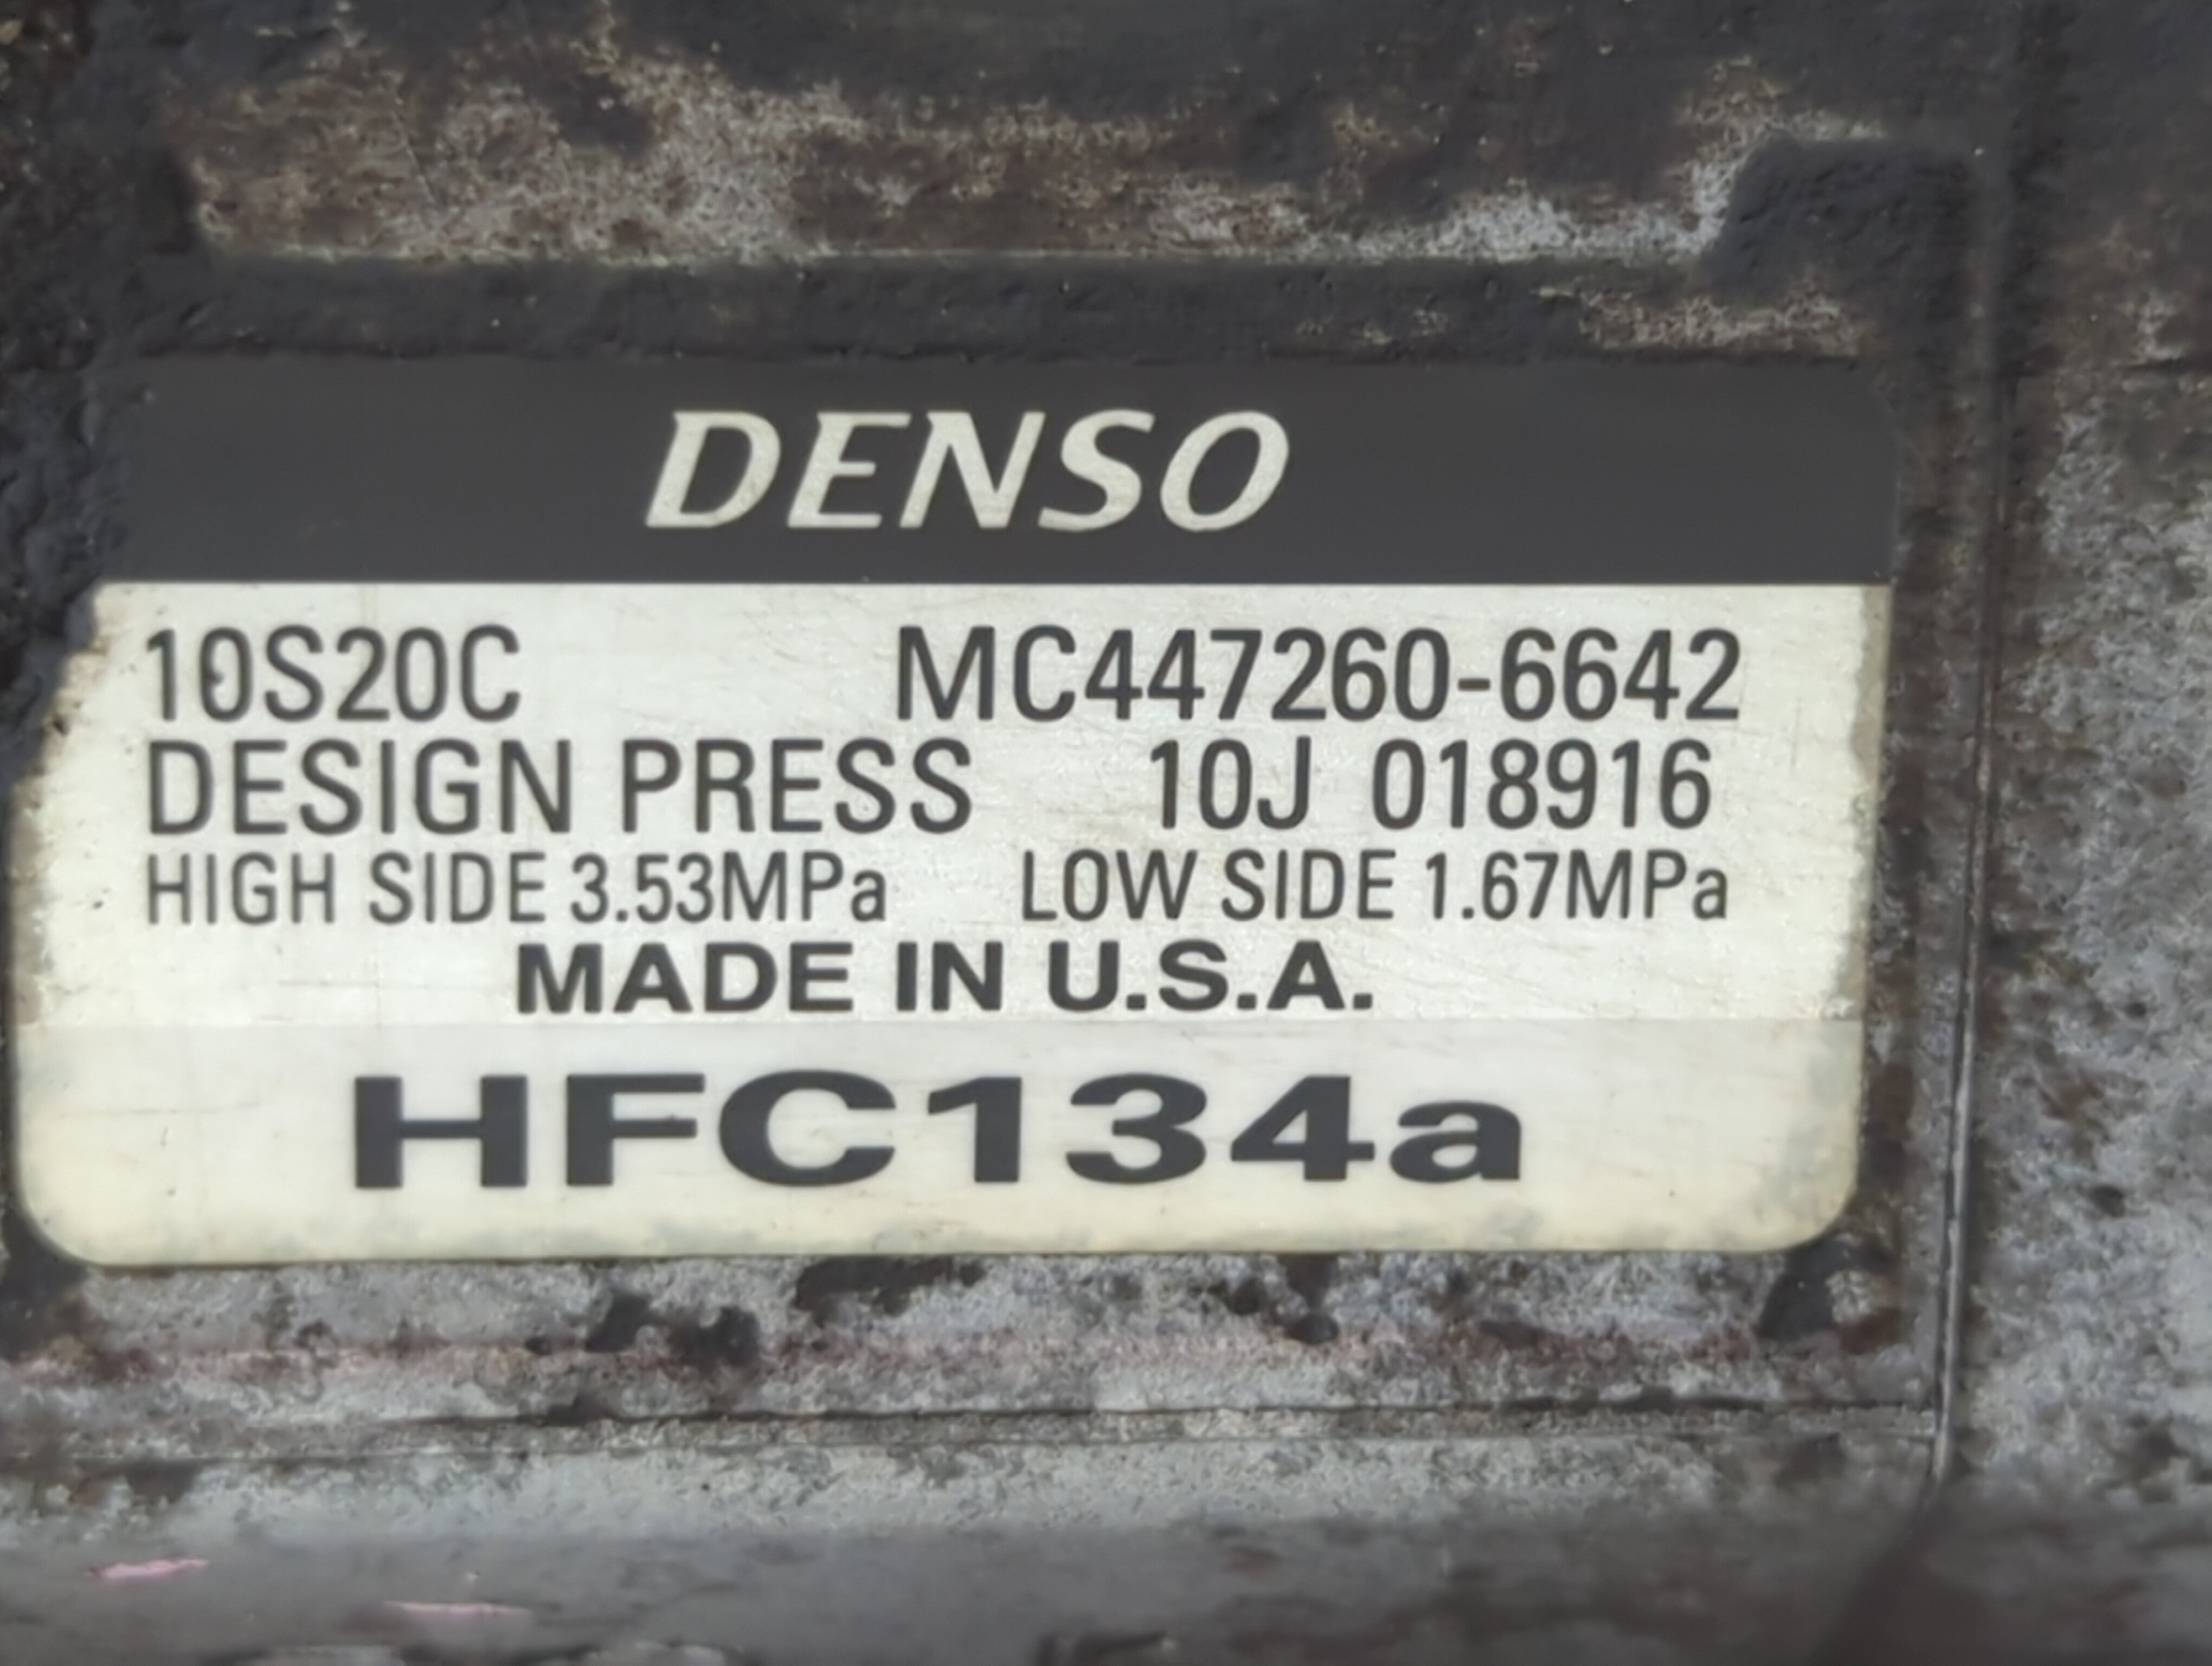 DENSO
10S20C MC447260-6642
DESIGN PRESS 10J 018916
HIGH SIDE 3.53MPa LOW SIDE 1.67MPa
MADE IN U.S.A.
HFC134a